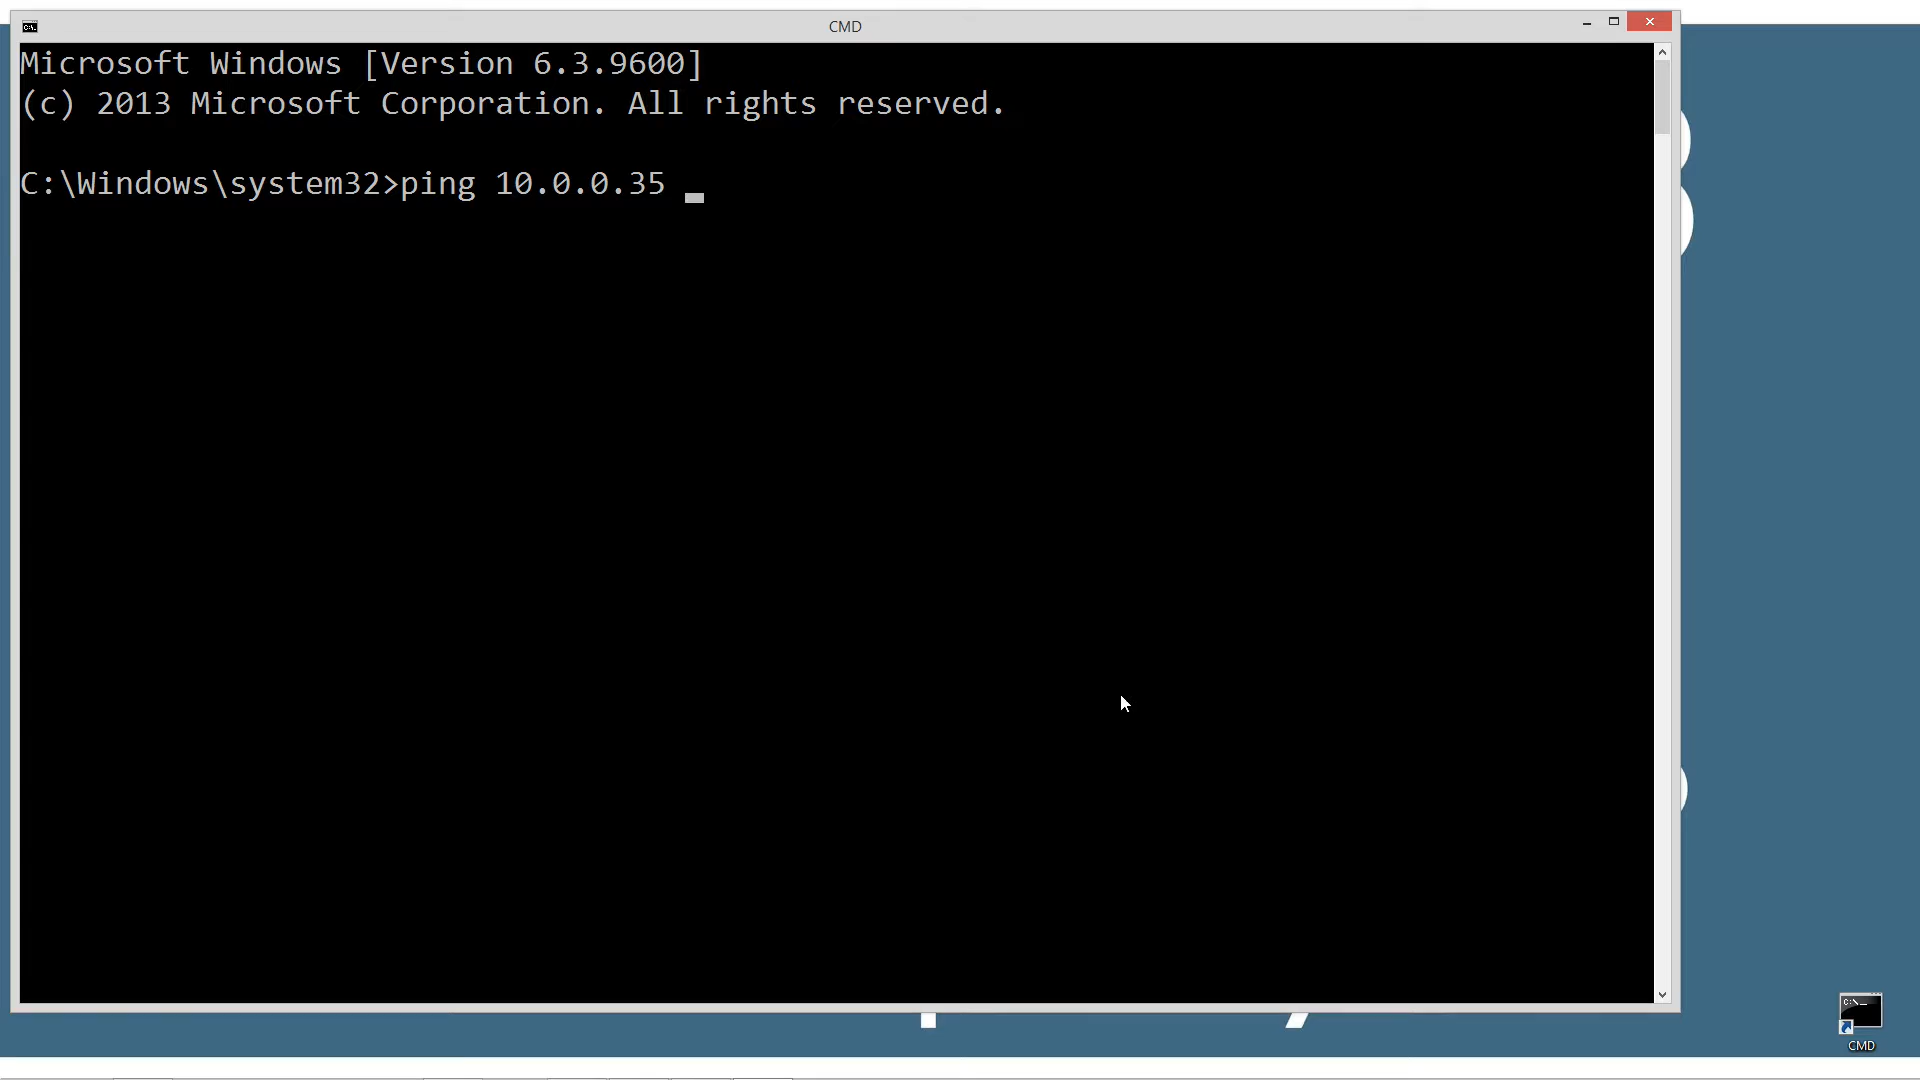 CMD
Microsoft Windows [Version 6.3.9600]
(c) 2013 Microsoft Corporation. All rights reserved.
C:\Windows\system32>ping 10.0.0.35
CMD